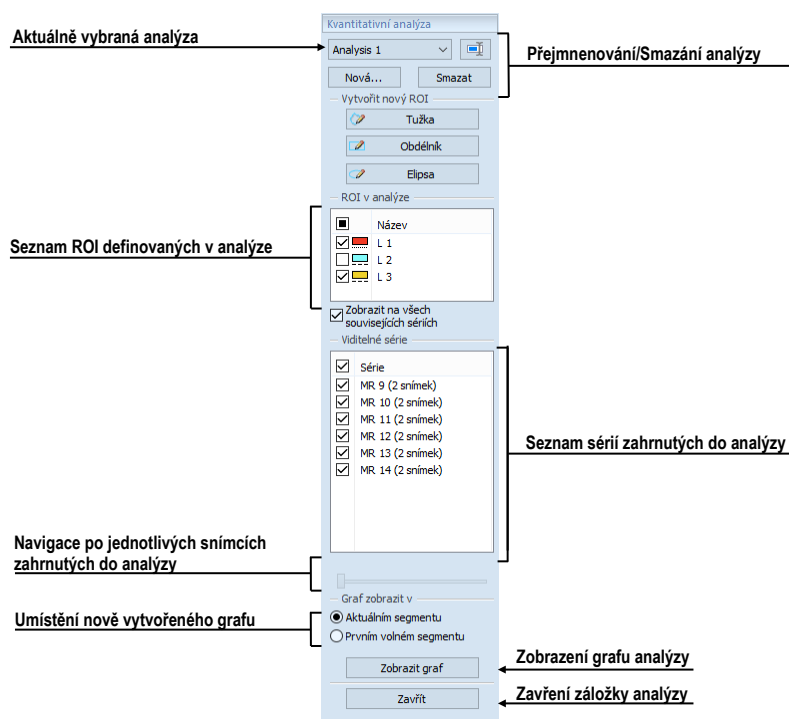 Kvantitativní analýza
Aktuálně vybraná analýza
Analysis 1
Přejmnenování/Smazání analýzy
Nová...
Smazat
Vytvořit nový ROI
Tužka
Obdélník
Elipsa
ROI v analýze
Název
L 1
Seznam ROI definovaných v analýze
L 2
L 3
Zobrazit na všech
souvisejících sériích
Viditelné série
Série
MR 9 (2 snímek)
MR 10 (2 snímek)
MR 11 (2 snímek)
MR 12 (2 snímek)
Seznam sérií zahrnutých do analýzy
MR 13 (2 snímek)
MR 14 (2 snímek)
Navigace po jednotlivých snímcích
zahrnutých do analýzy
Graf zobrazit v
Umístění nově vytvořeného grafu
Aktuálním segmentu
Prvním volném segmentu
Zobrazit graf
Zobrazení grafu analýzy
Zavřít
Zavření záložky analýzy